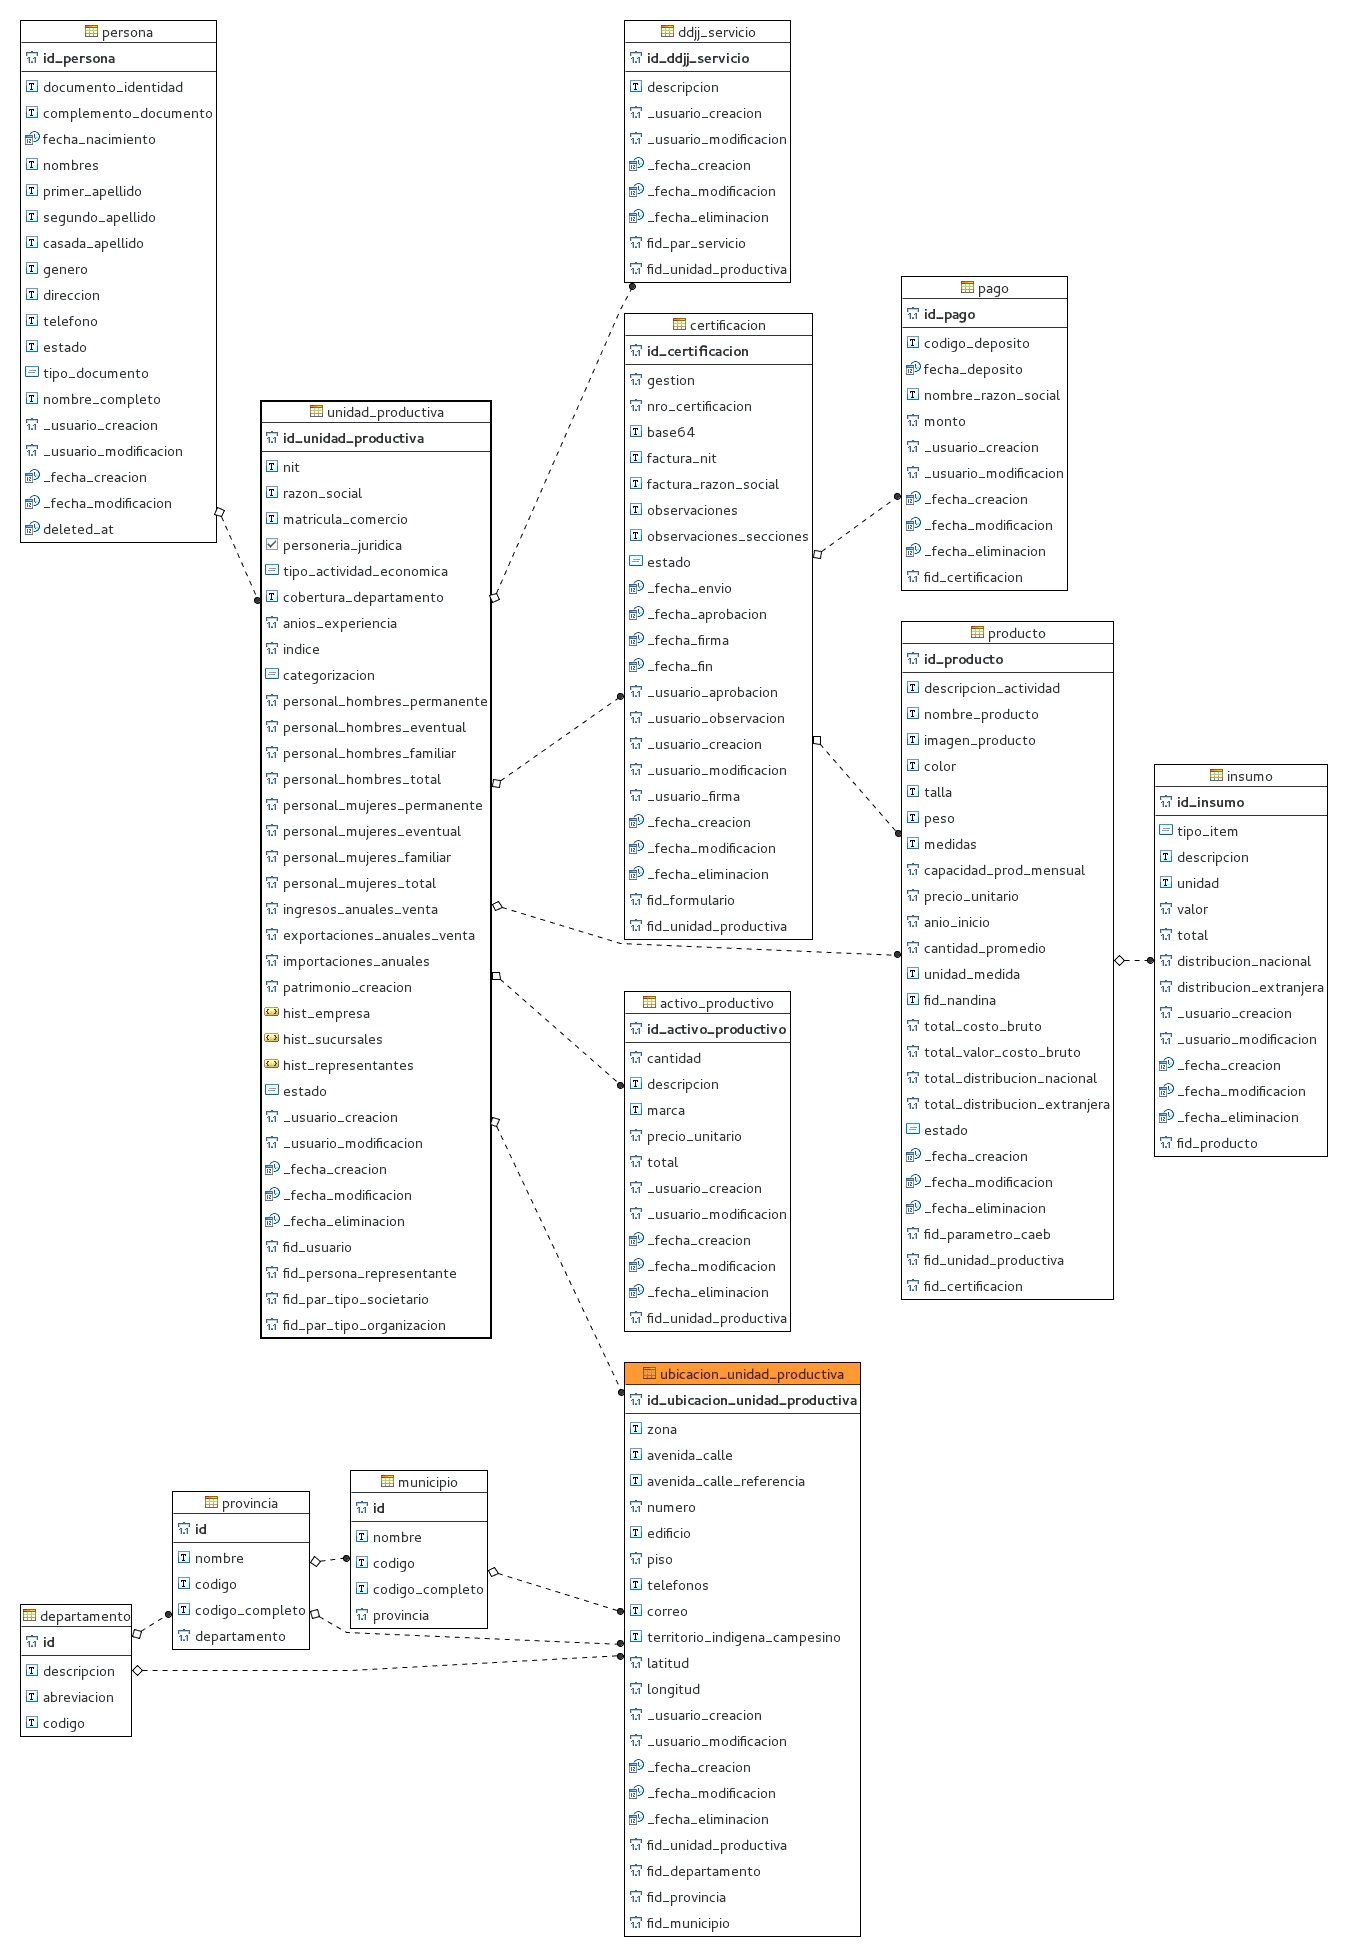 persona
id_persona
documento_identidad
complemento_documento
fecha_nacimiento
nombres
primer_apellido
segundo_apellido
casada_apellido
genero
direccion
telefono
estado
tipo_documento
nombre_completo
_usuario_creacion
_usuario_modificacion
_fecha_creacion
_fecha_modificacion
deleted_at
unidad_productiva
id_unidad_productiva
nit
razon_social
matricula_comercio
personeria_juridica
tipo_actividad_economica
cobertura_departamento
anios_experiencia
indice
categorizacion
personal_hombres_permanente
personal_hombres_eventual
personal_hombres_familiar
personal_hombres_total
personal_mujeres_permanente
personal_mujeres_eventual
personal_mujeres_familiar
personal_mujeres_total
ingresos_anuales_venta
exportaciones_anuales_venta
importaciones_anuales
patrimonio_creacion
hist_empresa
hist_sucursales
hist_representantes
estado
_usuario_creacion
_usuario_modificacion
_fecha_creacion
_fecha_modificacion
_fecha_eliminacion
fid_usuario
fid_persona_representante
fid_par_tipo_societario
fid_par_tipo_organizacion
ddjj_servicio
id_ddjj_servicio
descripcion
_usuario_creacion
_usuario_modificacion
_fecha_creacion
_fecha_modificacion
_fecha_eliminacion
fid_par_servicio
fid_unidad_productiva
certificacion
id_certificacion
gestion
nro_certificacion
base64
factura_nit
factura_razon_social
observaciones
observaciones_secciones
estado
_fecha_envio
_fecha_aprobacion
_fecha_firma
_fecha_fin
_usuario_aprobacion
_usuario_observacion
_usuario_creacion
_usuario_modificacion
_usuario_firma
_fecha_creacion
_fecha_modificacion
_fecha_eliminacion
fid_formulario
fid_unidad_productiva
pago
id_pago
codigo_deposito
fecha_deposito
nombre_razon_social
monto
_usuario_creacion
_usuario_modificacion
_fecha_creacion
_fecha_modificacion
_fecha_eliminacion
fid_certificacion
producto
id_producto
descripcion_actividad
nombre_producto
imagen_producto
color
talla
peso
medidas
capacidad_prod_mensual
precio_unitario
anio_inicio
cantidad_promedio
unidad_medida
fid_nandina
total_costo_bruto
total_valor_costo_bruto
total_distribucion_nacional
total_distribucion_extranjera
estado
_fecha_creacion
_fecha_modificacion
_fecha_eliminacion
fid_parametro_caeb
fid_unidad_productiva
fid_certificacion
insumo
id_insumo
tipo_item
descripcion
unidad
valor
total
distribucion_nacional
distribucion_extranjera
_usuario_creacion
_usuario_modificacion
_fecha_creacion
_fecha_modificacion
_fecha_eliminacion
fid_producto
activo_productivo
id_activo_productivo
cantidad
descripcion
marca
precio_unitario
total
_usuario_creacion
_usuario_modificacion
_fecha_creacion
_fecha_modificacion
_fecha_eliminacion
fid_unidad_productiva
ubicacion_unidad_productiva
id_ubicacion_unidad_productiva
zona
avenida_calle
avenida_calle_referencia
numero
edificio
piso
telefonos
correo
territorio_indigena_campesino
latitud
longitud
_usuario_creacion
_usuario_modificacion
_fecha_creacion
_fecha_modificacion
_fecha_eliminacion
fid_unidad_productiva
fid_departamento
fid_provincia
fid_municipio
municipio
id
nombre
codigo
codigo_completo
provincia
provincia
id
nombre
codigo
codigo_completo
departamento
departamento
id
descripcion
abreviacion
codigo